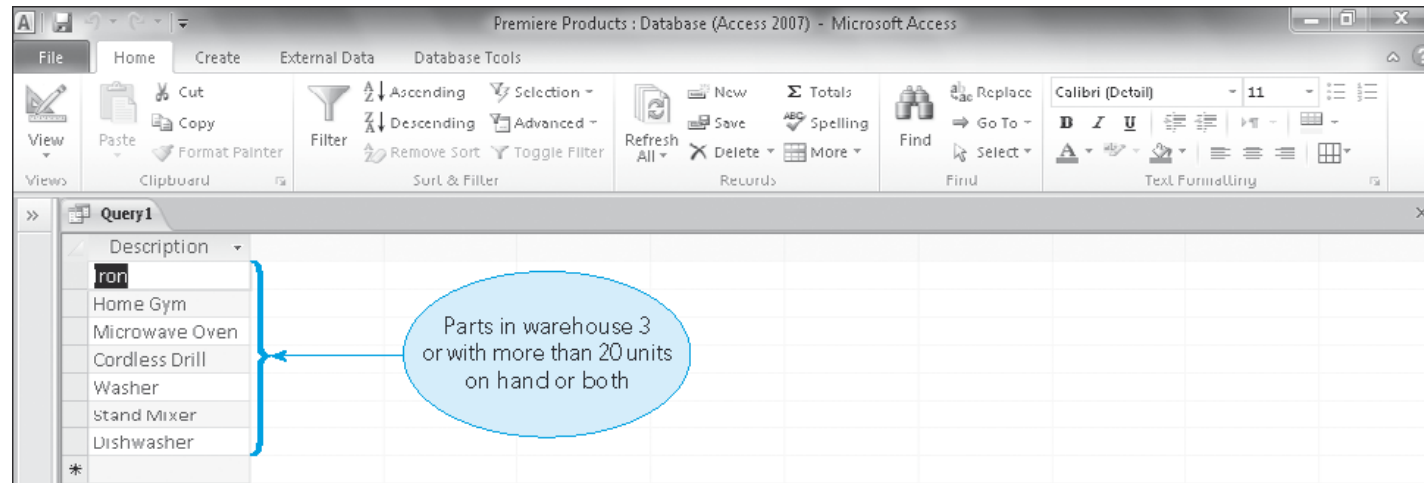 A
Premiere Products : Database (Access 2007) - Microsoft Access
File Home Create External Data Database Tools
Cut Ascending Selection New Σ Totals Replace Calibri (Detail) 11
Copy Descending Advanced Save Spelling Go To B I U
View Paste Format Painter Filter Remove Sort Toggle Filter Refresh All Delete More Find Select A
Views Clipboard Sort & Filter Records Find Text Formatting
Query1
Description
Iron
Home Gym
Microwave Oven
Cordless Drill
Washer
Stand Mixer
Dishwasher
Parts in warehouse 3
or with more than 20 units
on hand or both